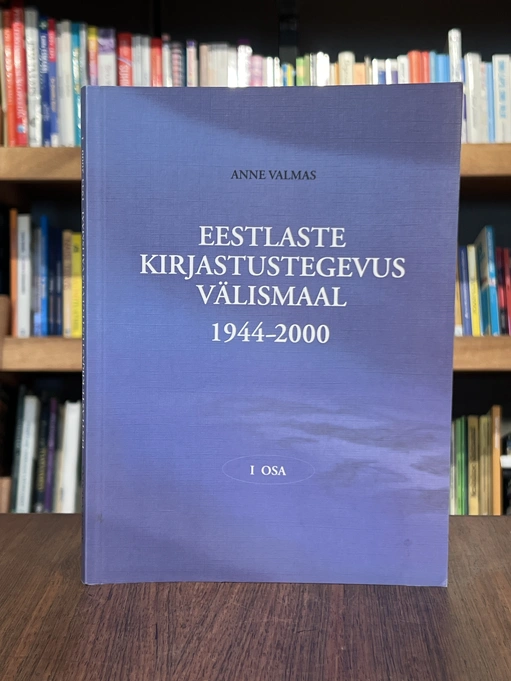 ANNE VALMAS
EESTLASTE
KIRJASTUSTEGEVUS
VÄLISMAAL
1944–2000
I OSA